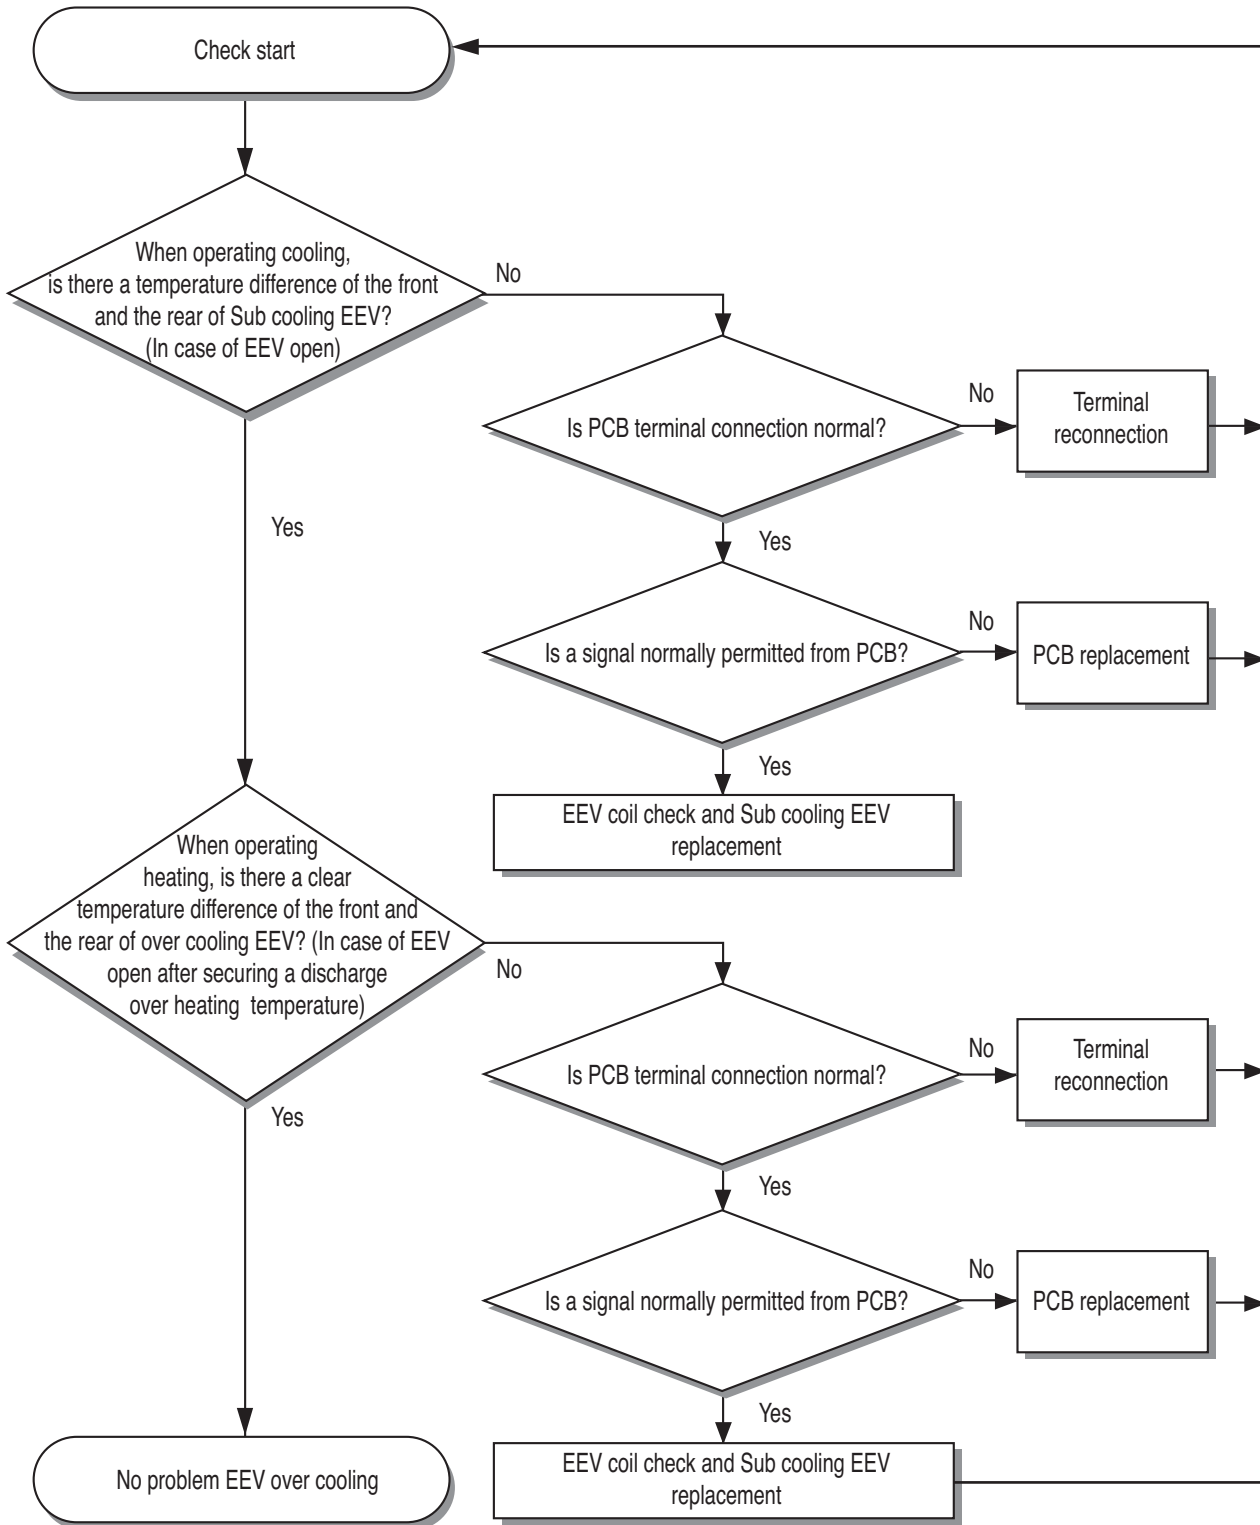 Check start
When operating cooling,
is there a temperature difference of the front
and the rear of Sub cooling EEV?
(In case of EEV open)
No
Is PCB terminal connection normal?
No
Terminal
reconnection
Yes
Yes
Is a signal normally permitted from PCB?
No
PCB replacement
Yes
EEV coil check and Sub cooling EEV
replacement
When operating
heating, is there a clear
temperature difference of the front and
the rear of over cooling EEV? (In case of EEV
open after securing a discharge
over heating temperature)
No
Is PCB terminal connection normal?
No
Terminal
reconnection
Yes
Yes
Is a signal normally permitted from PCB?
No
PCB replacement
Yes
EEV coil check and Sub cooling EEV
replacement
No problem EEV over cooling